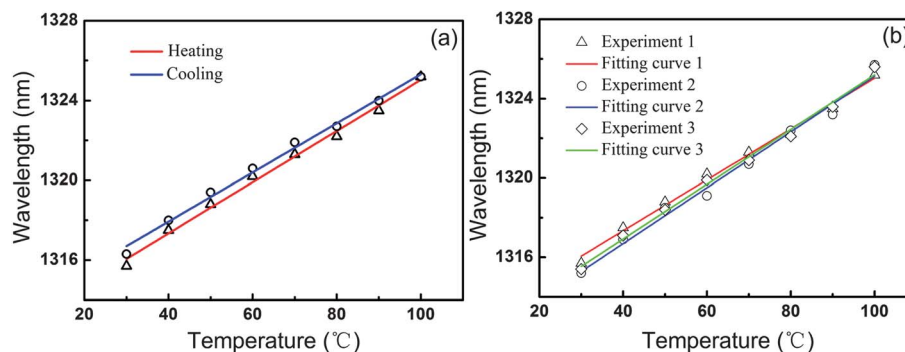 1328
1324
1320
1316
Wavelength (nm)
(a)
Heating
Cooling
20
40
60
80
100
Temperature (℃)
1328
1324
1320
1316
Wavelength (nm)
(b)
Experiment 1
Fitting curve 1
Experiment 2
Fitting curve 2
Experiment 3
Fitting curve 3
20
40
60
80
100
Temperature (℃)